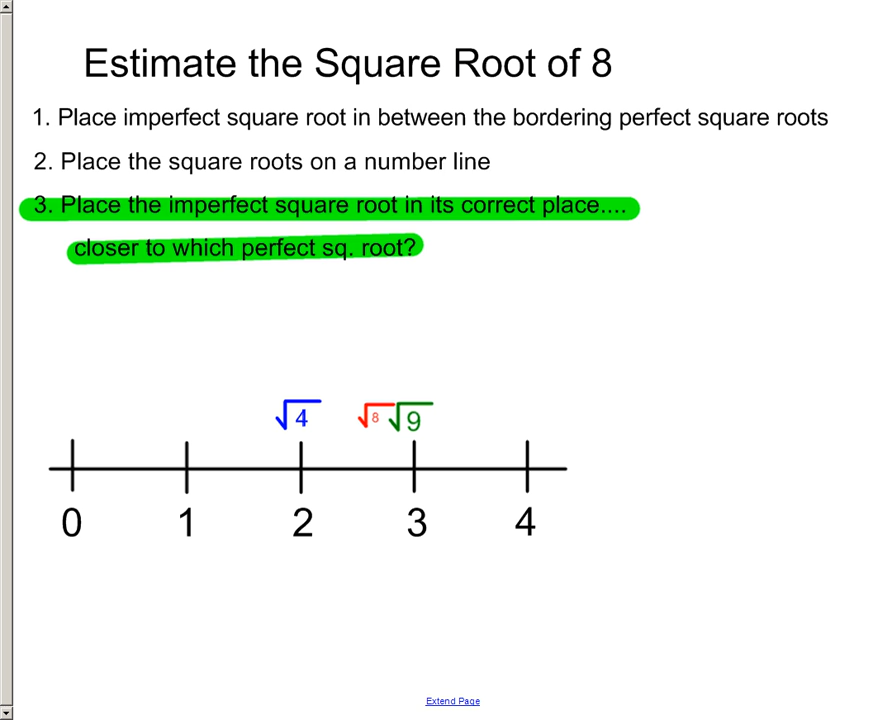 Estimate the Square Root of 8
1. Place imperfect square root in between the bordering perfect square roots
2. Place the square roots on a number line
3. Place the imperfect square root in its correct place....
closer to which perfect sq. root?
√4 √8 √9
0 1 2 3 4
Extend Page